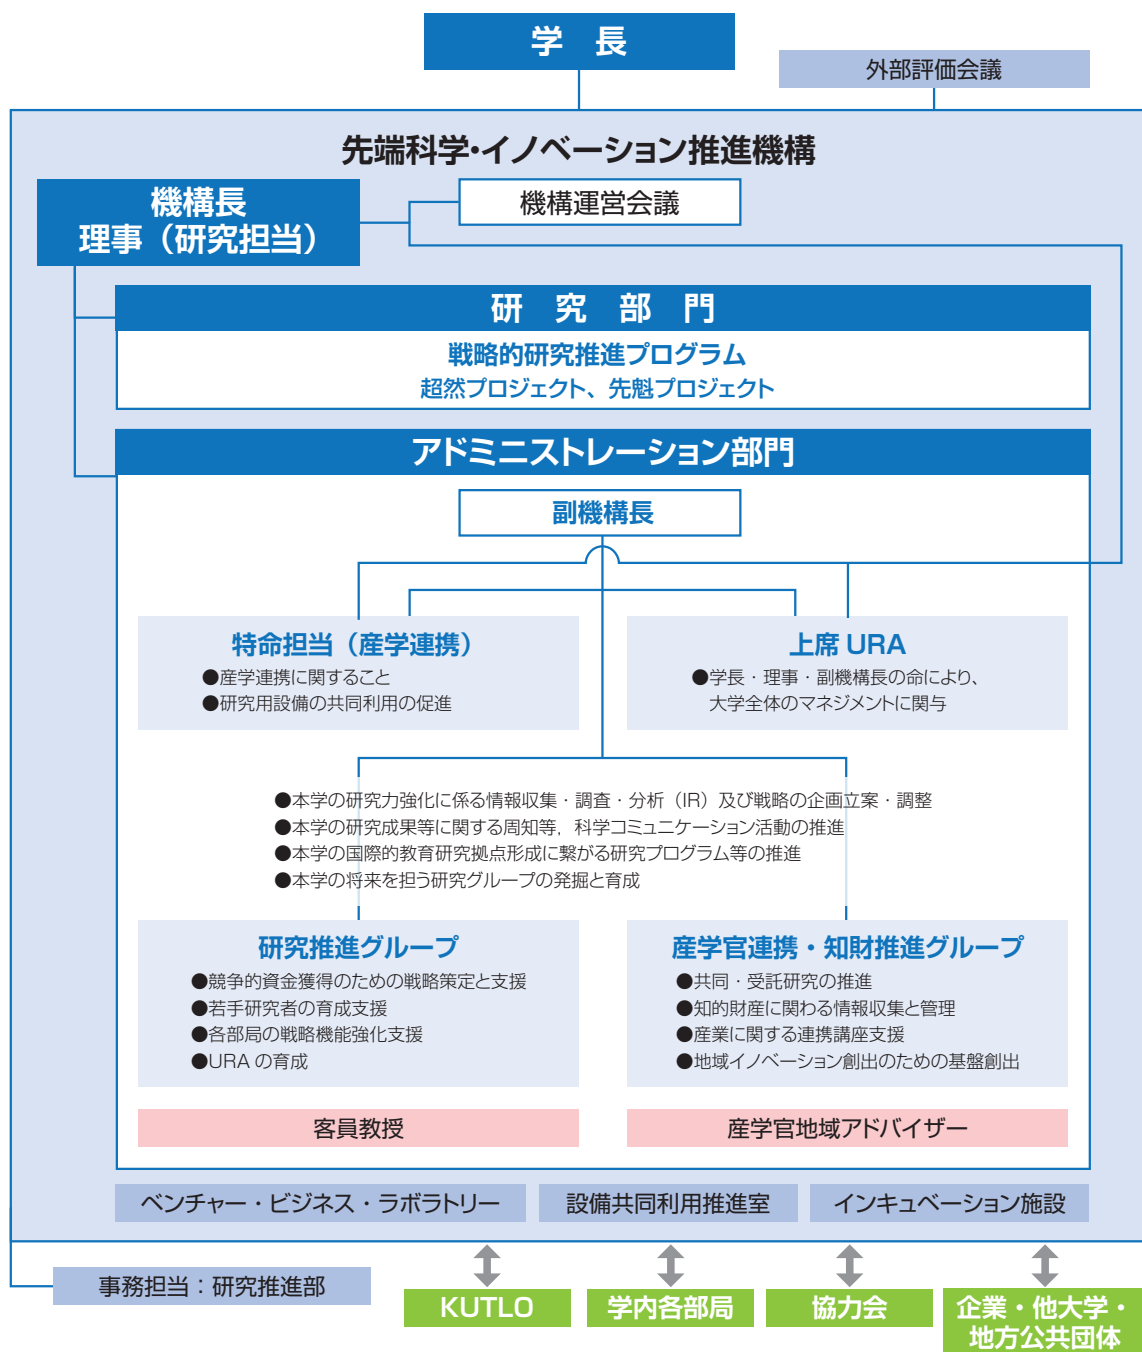 学 長
外部評価会議
先端科学・イノベーション推進機構
機構長
理事（研究担当）
機構運営会議
研 究 部 門
戦略的研究推進プログラム
超然プロジェクト、先魁プロジェクト
アドミニストレーション部門
副機構長
特命担当（産学連携）
●産学連携に関すること
●研究用設備の共同利用の促進
上席 URA
●学長・理事・副機構長の命により、
大学全体のマネジメントに関与
●本学の研究力強化に係る情報収集・調査・分析（IR）及び戦略の企画立案・調整
●本学の研究成果等に関する周知等，科学コミュニケーション活動の推進
●本学の国際的教育研究拠点形成に繋がる研究プログラム等の推進
●本学の将来を担う研究グループの発掘と育成
研究推進グループ
●競争的資金獲得のための戦略策定と支援
●若手研究者の育成支援
●各部局の戦略機能強化支援
●URA の育成
産学官連携・知財推進グループ
●共同・受託研究の推進
●知的財産に関わる情報収集と管理
●産業に関する連携講座支援
●地域イノベーション創出のための基盤創出
客員教授
産学官地域アドバイザー
ベンチャー・ビジネス・ラボラトリー
設備共同利用推進室
インキュベーション施設
事務担当：研究推進部
KUTLO
学内各部局
協力会
企業・他大学・
地方公共団体